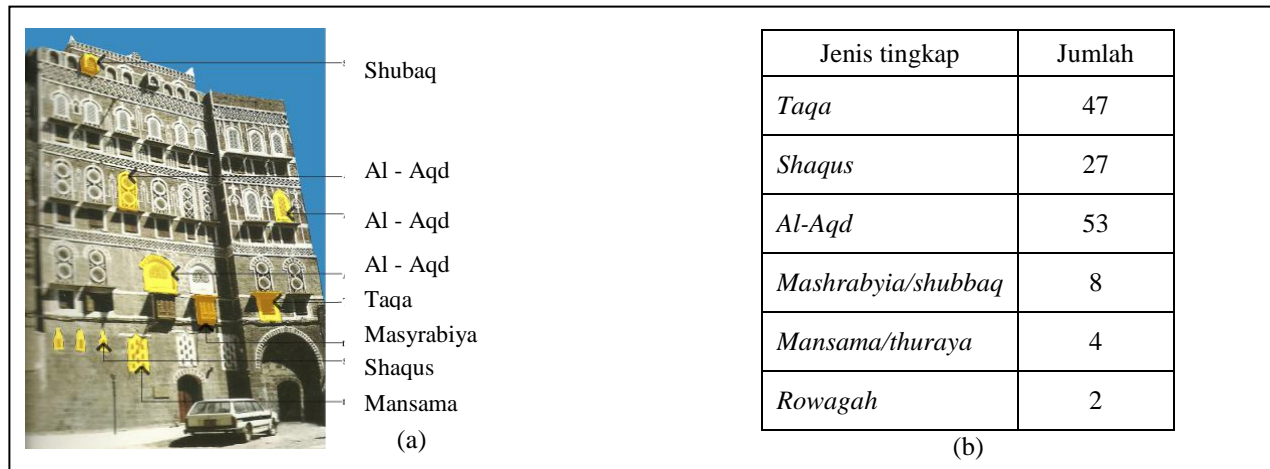 Shubaq
Al - Aqd
Al - Aqd
Al - Aqd
Taqa
Masyrabiya
Shaqus
Mansama
(a)
Jenis tingkap Jumlah
Taqa 47
Shaqus 27
Al-Aqd 53
Mashrabyia/shubbaq 8
Mansama/thuraya 4
Rowagah 2
(b)